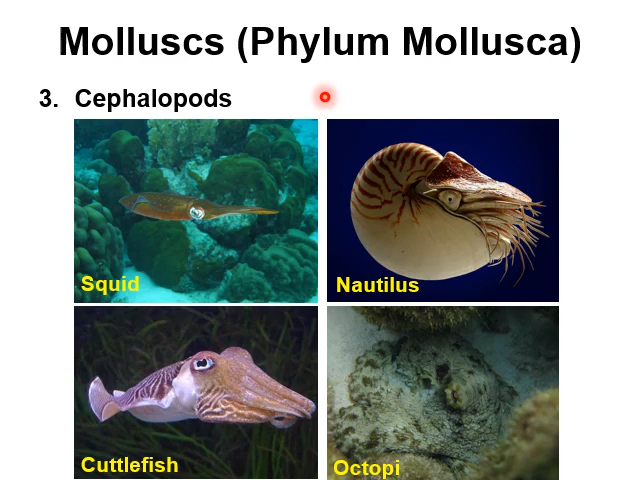 Molluscs (Phylum Mollusca)
3. Cephalopods
Squid
Nautilus
Cuttlefish
Octopi